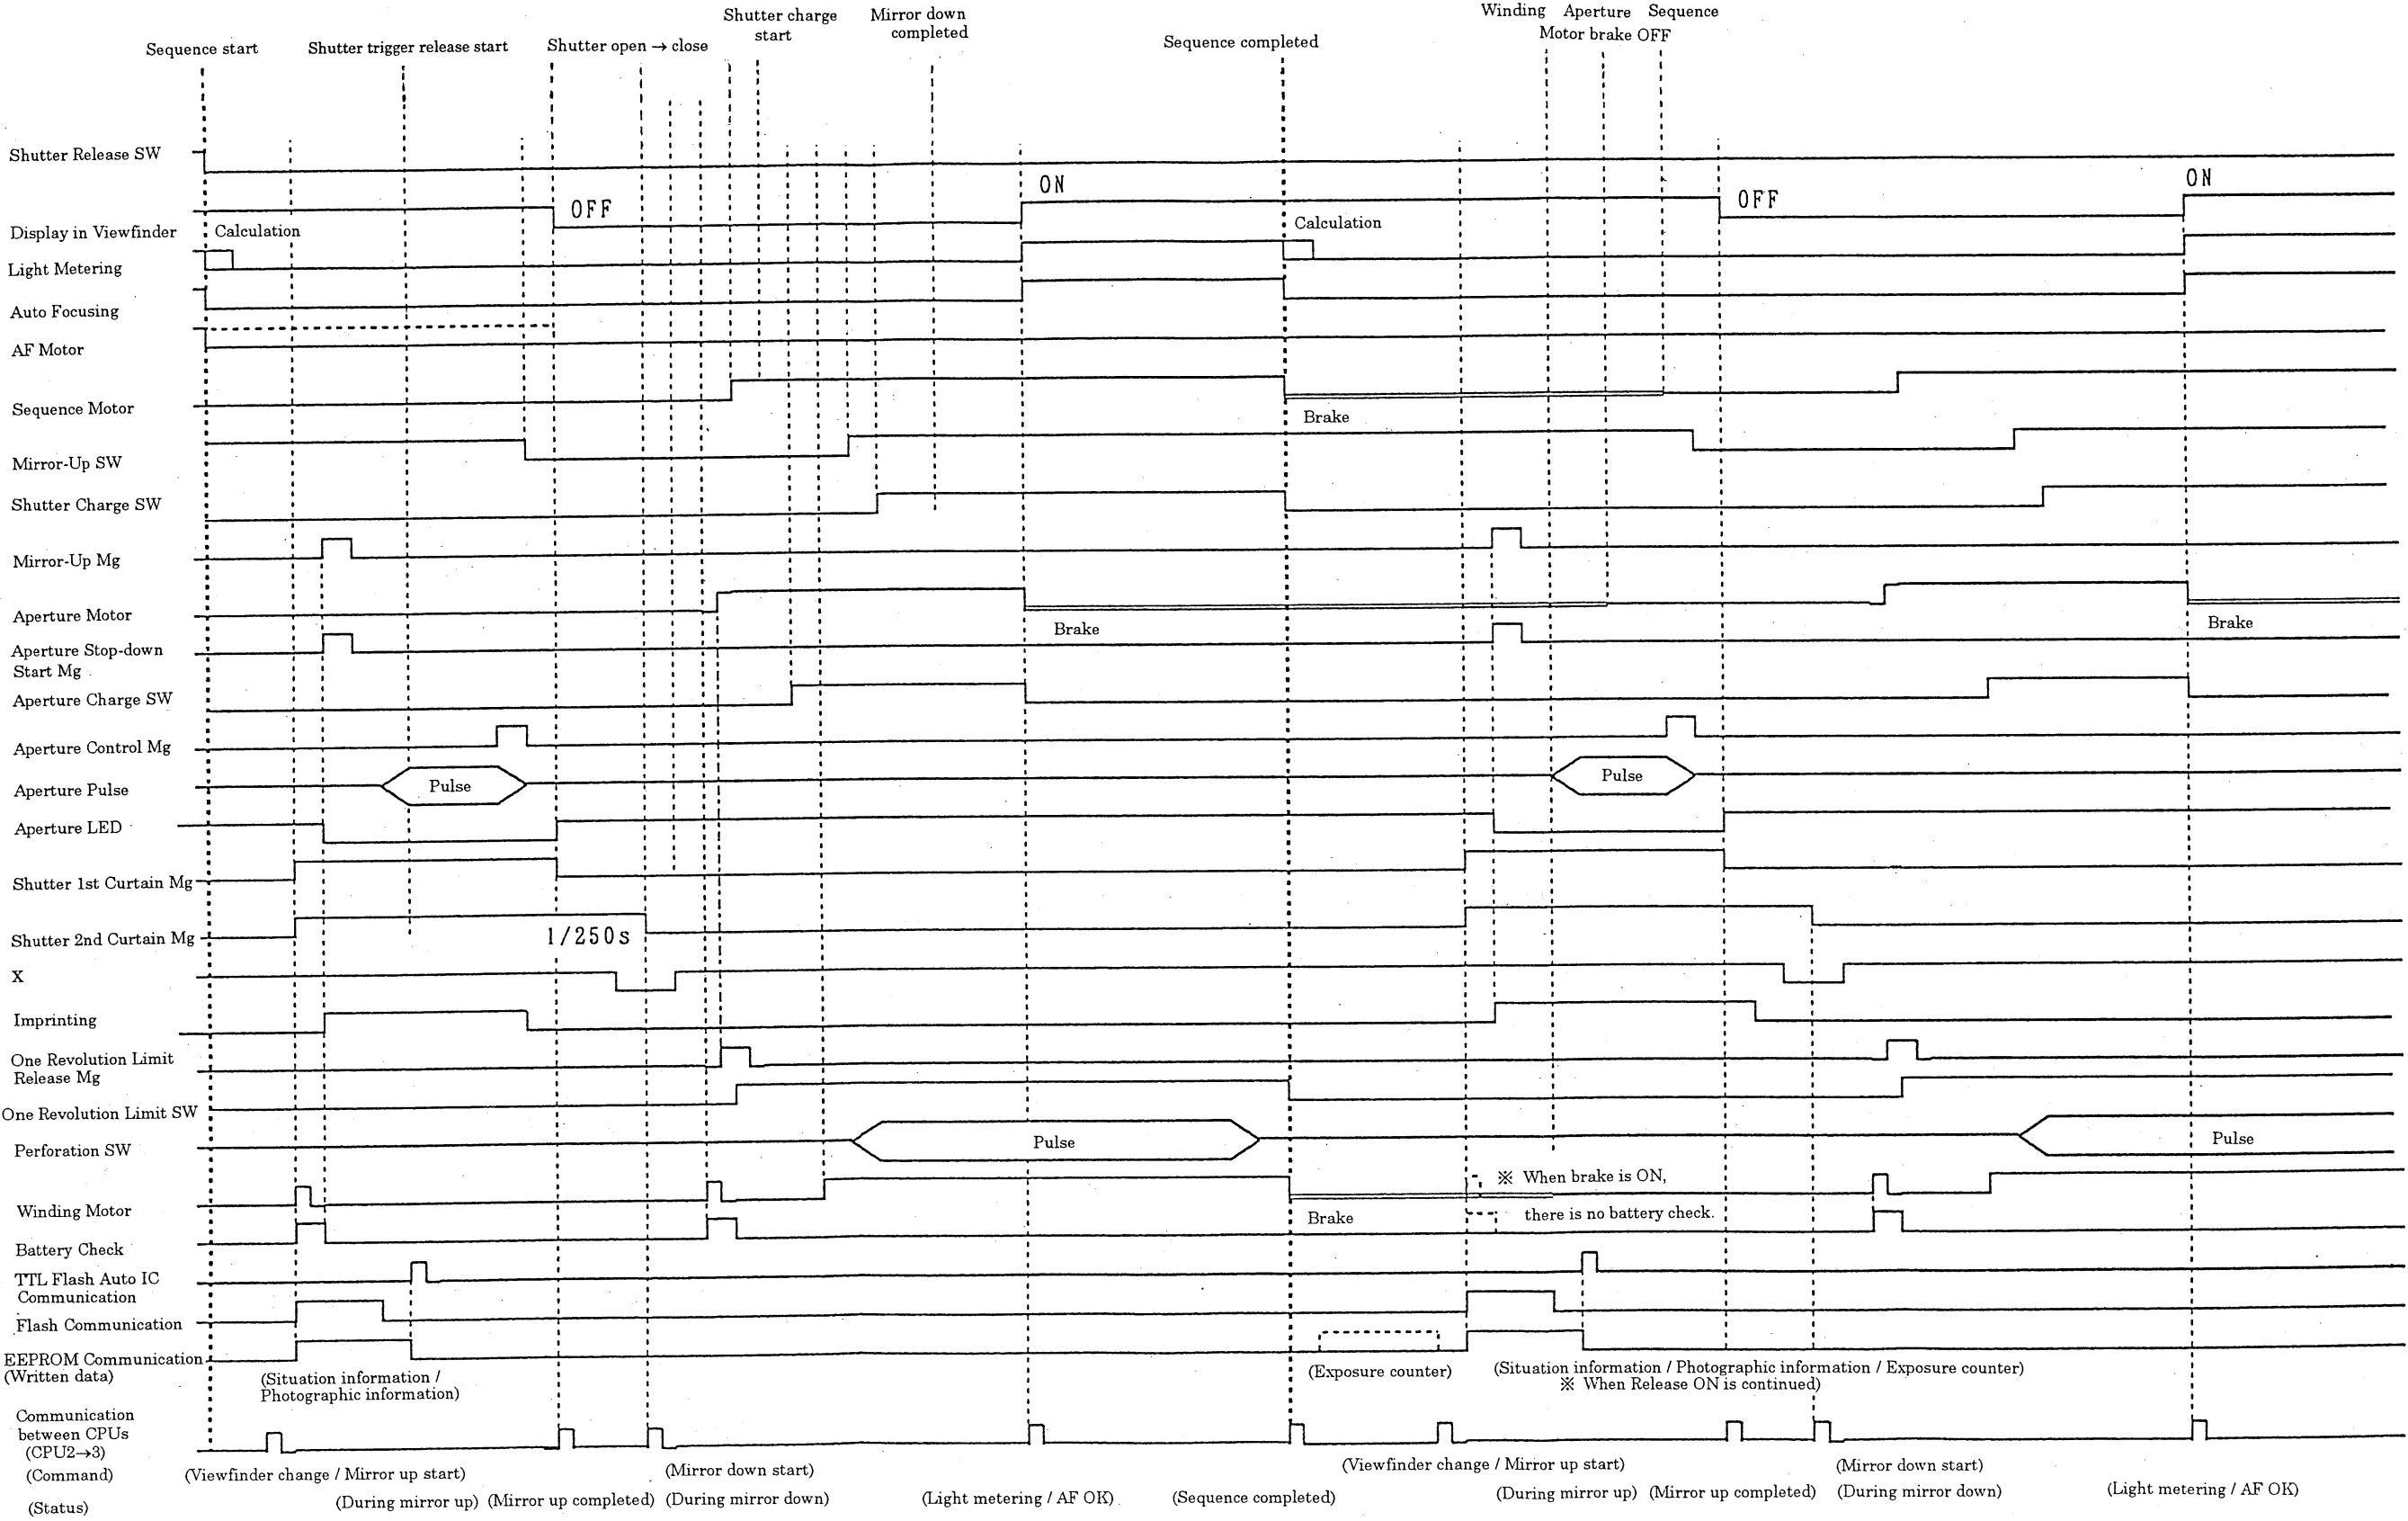 Shutter charge
start
Mirror down
completed
Winding Aperture Sequence
Motor brake OFF
Sequence start
Shutter trigger release start
Shutter open → close
Sequence completed
Shutter Release SW
ON
ON
OFF
OFF
Display in Viewfinder
Calculation
Calculation
Light Metering
Auto Focusing
AF Motor
Sequence Motor
Brake
Mirror-Up SW
Shutter Charge SW
Mirror-Up Mg
Aperture Motor
Brake
Brake
Aperture Stop-down
Start Mg
Aperture Charge SW
Aperture Control Mg
Aperture Pulse
Pulse
Pulse
Aperture LED
Shutter 1st Curtain Mg
Shutter 2nd Curtain Mg
1/250s
X
Imprinting
One Revolution Limit
Release Mg
One Revolution Limit SW
Perforation SW
Pulse
Pulse
Winding Motor
※ When brake is ON,
there is no battery check.
Brake
Battery Check
TTL Flash Auto IC
Communication
Flash Communication
EEPROM Communication
(Written data)
(Situation information /
Photographic information)
(Exposure counter)
(Situation information / Photographic information / Exposure counter)
※ When Release ON is continued)
Communication
between CPUs
(CPU2→3)
(Command)
(Viewfinder change / Mirror up start)
(Mirror down start)
(Viewfinder change / Mirror up start)
(Mirror down start)
(Status)
(During mirror up)
(Mirror up completed)
(During mirror down)
(Light metering / AF OK)
(Sequence completed)
(During mirror up)
(Mirror up completed)
(During mirror down)
(Light metering / AF OK)